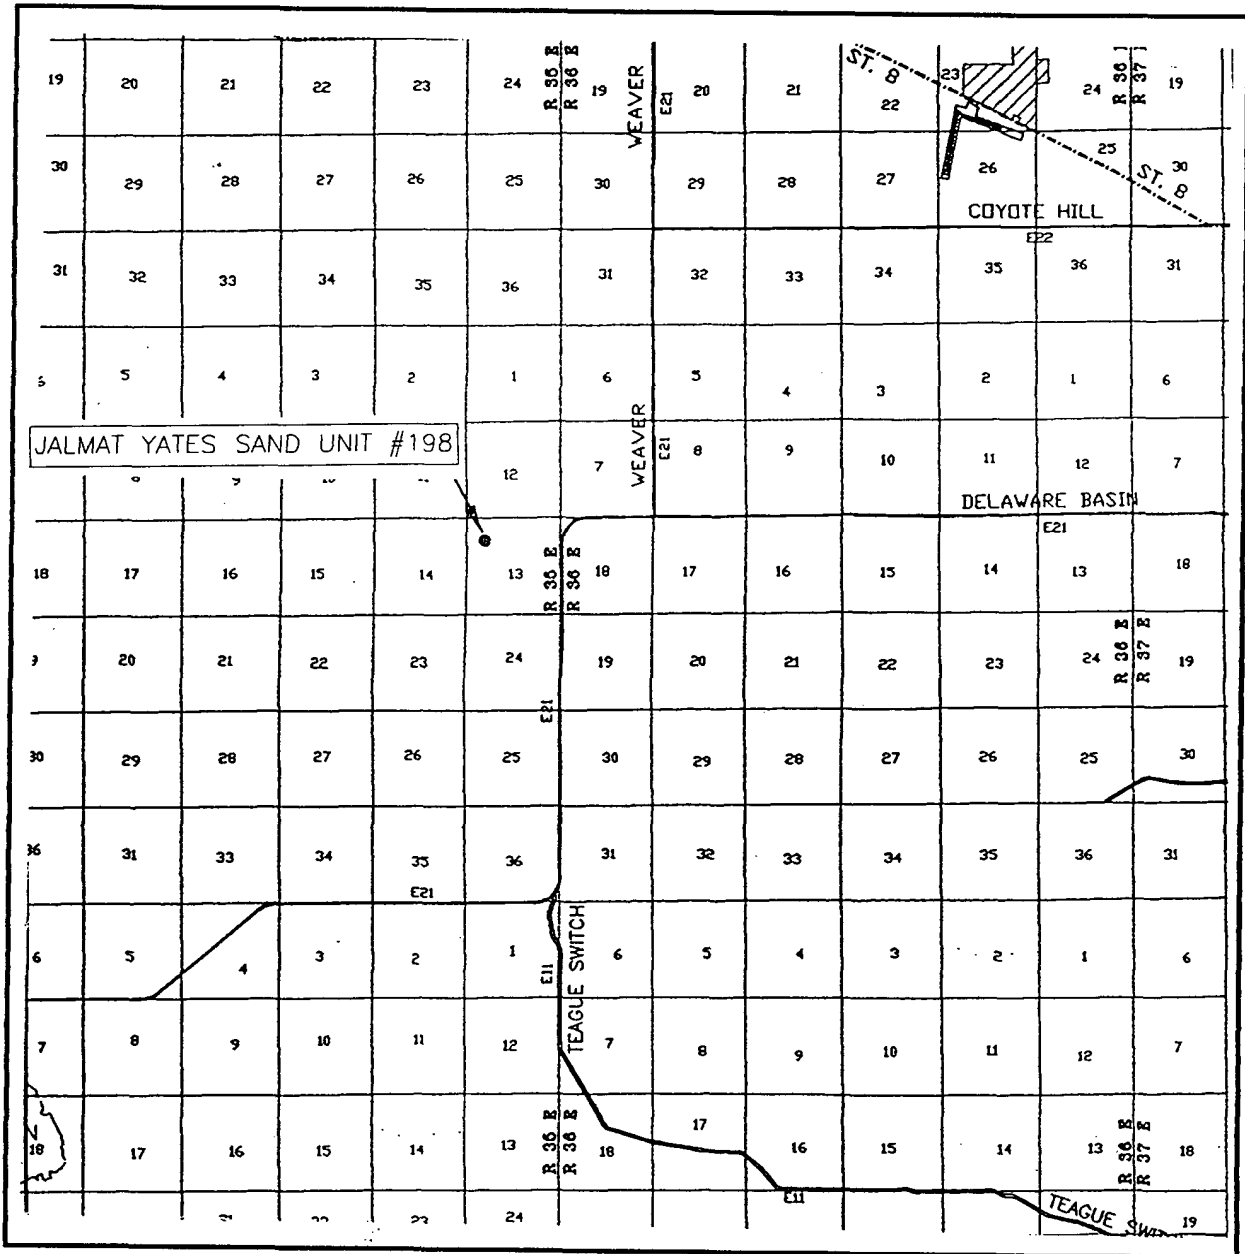 19 20 21 22 23 24 R 36 E R 36 E 19 WEAVER E21 20 21 ST. 8 22 23 24 R 36 R 37 19
30 29 28 27 26 25 30 29 28 27 26 25 ST. 8 30
COYOTE HILL
E22
31 32 33 34 35 36 31 32 33 34 35 36 31
5 4 3 2 1 6 5 4 3 2 1 6
WEAVER E21
JALMAT YATES SAND UNIT #198
12 7 8 9 10 11 12 7
DELAWARE BASIN
E21
18 17 16 15 14 13 R 36 E R 36 E 18 17 16 15 14 13 18
20 21 22 23 24 19 20 21 22 23 24 R 36 E R 37 E 19
E21
30 29 28 27 26 25 30 29 28 27 26 25 30
36 31 33 34 35 36 31 32 33 34 35 36 31
E21
6 5 4 3 2 1 6 5 4 3 2 1 6
E11 TEAGUE SWITCH
7 8 9 10 11 12 7 8 9 10 11 12 7
18 17 16 15 14 13 R 36 E R 36 E 18 17 16 15 14 13 R 36 E R 37 E 18
E11
TEAGUE
23 24 19